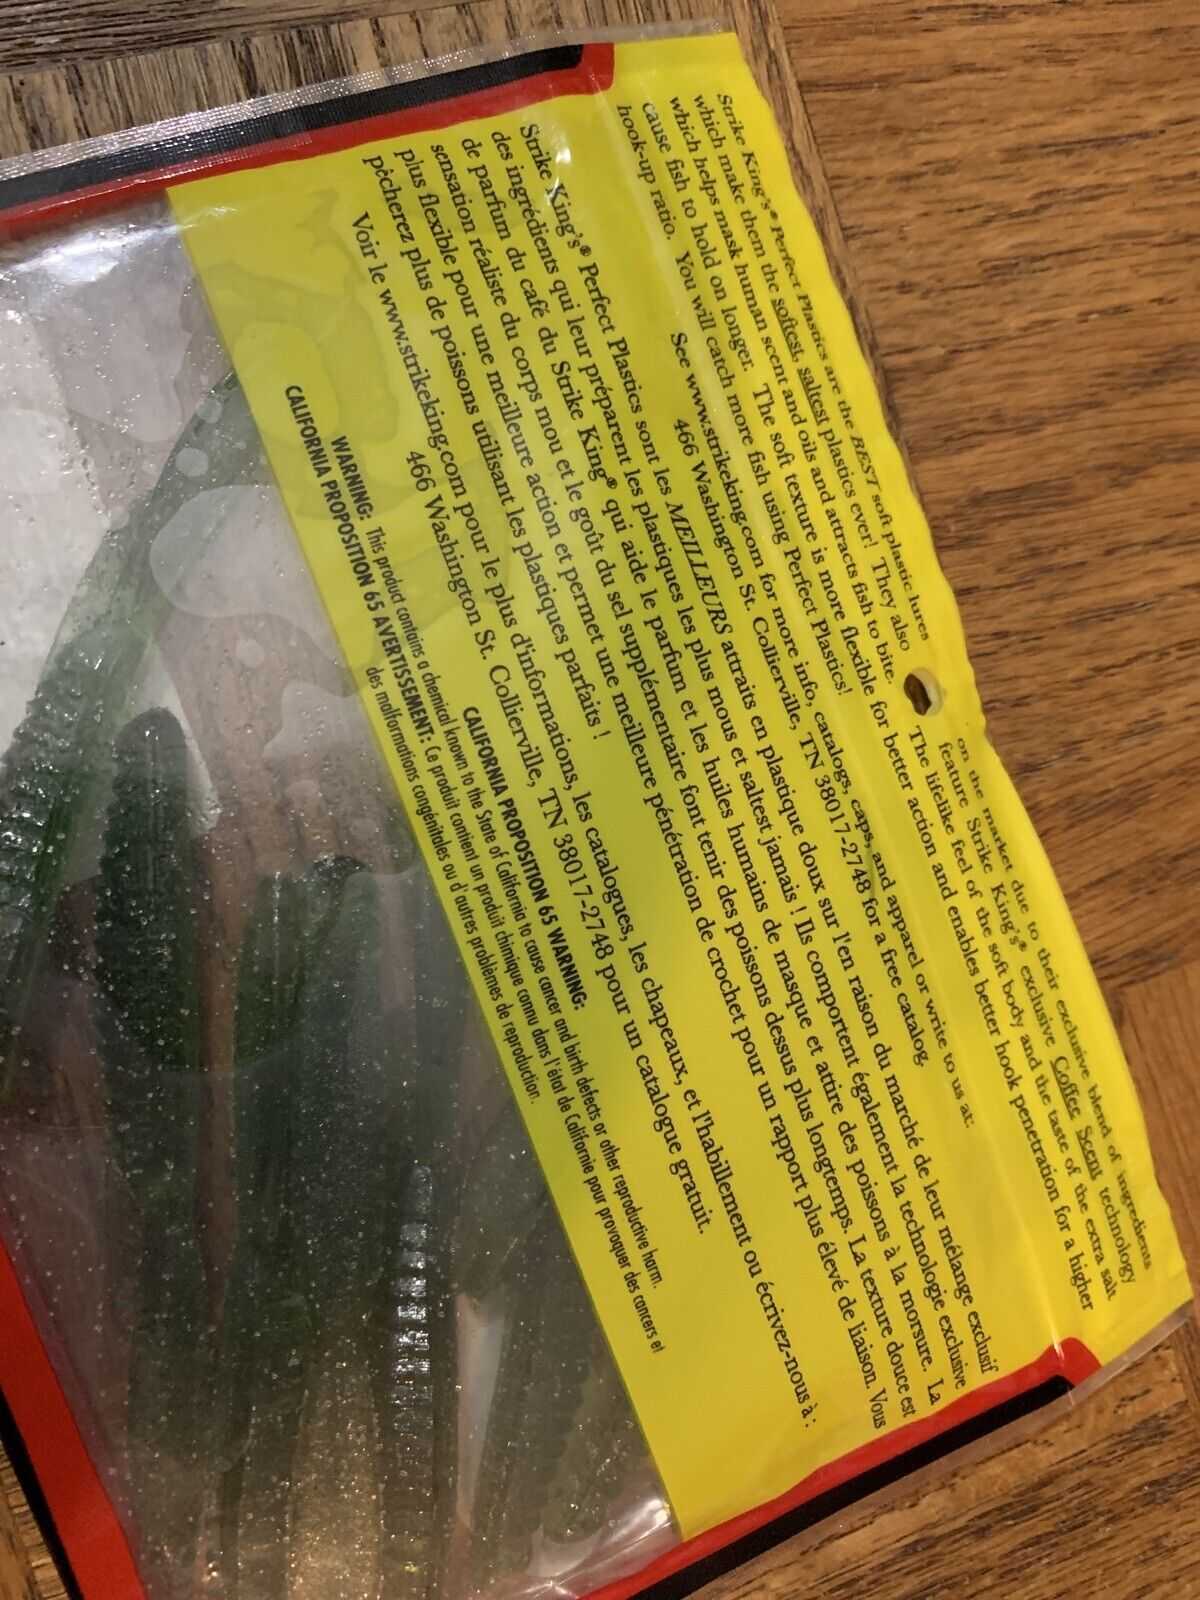 Strike King's® Perfect Plastics are the BEST soft plastic lures on the market due to their exclusive blend of ingredients
which make them the softest, saltest plastics ever! They also feature Strike King's® exclusive Coffee Scent technology
which helps mask human scent and oils and attracts fish to bite. The lifelike feel of the soft body and the taste of the extra salt
cause fish to hold on longer. The soft texture is more flexible for better action and enables better hook penetration for a higher
hook-up ratio. You will catch more fish using Perfect Plastics!
See www.strikeking.com for more info, catalogs, caps, and apparel or write to us at:
466 Washington St. Collierville, TN 38017-2748 for a free catalog.
Strike King's® Perfect Plastics sont les MEILLEURS attraits en plastique doux sur l'en raison du marché de leur mélange exclusif
des ingrédients qui leur préparent les plastiques les plus mous et saltest jamais ! Ils comportent également la technologie exclusive
de parfum du café du Strike King® qui aide le parfum et les huiles humains de masque et attire des poissons à la morsure. La
sensation réaliste du corps mou et le goût du sel supplémentaire font tenir des poissons dessus plus longtemps. La texture douce est
plus flexible pour une meilleure action et permet une meilleure pénétration de crochet pour un rapport plus élevé de liaison. Vous
pêcherez plus de poissons utilisant les plastiques parfaits !
Voir le www.strikeking.com pour le plus d'informations, les catalogues, les chapeaux, et l'habillement ou écrivez-nous à :
466 Washington St. Collierville, TN 38017-2748 pour un catalogue gratuit.
CALIFORNIA PROPOSITION 65 WARNING:
WARNING: This product contains a chemical known to the State of California to cause cancer and birth defects or other reproductive harm.
CALIFORNIA PROPOSITION 65 AVERTISSEMENT: Ce produit contient un produit chimique connu dans l'état de Californie pour provoquer des cancers et
des malformations congénitales ou d'autres problèmes de reproduction.